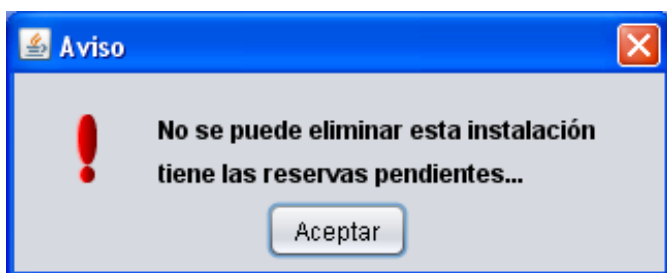 Aviso
No se puede eliminar esta instalación
tiene las reservas pendientes...
Aceptar